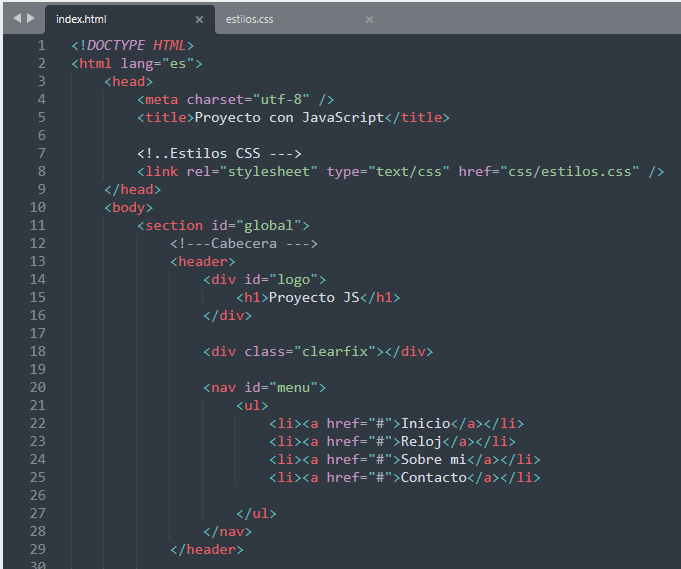 index.html × estilos.css ×
1 <!DOCTYPE HTML>
2 <html lang="es">
3 <head>
4 <meta charset="utf-8" />
5 <title>Proyecto con JavaScript</title>
6
7 <!..Estilos CSS --->
8 <link rel="stylesheet" type="text/css" href="css/estilos.css" />
9 </head>
10 <body>
11 <section id="global">
12 <!---Cabecera --->
13 <header>
14 <div id="logo">
15 <h1>Proyecto JS</h1>
16 </div>
17
18 <div class="clearfix"></div>
19
20 <nav id="menu">
21 <ul>
22 <li><a href="#">Inicio</a></li>
23 <li><a href="#">Reloj</a></li>
24 <li><a href="#">Sobre mi</a></li>
25 <li><a href="#">Contacto</a></li>
26
27 </ul>
28 </nav>
29 </header>
30